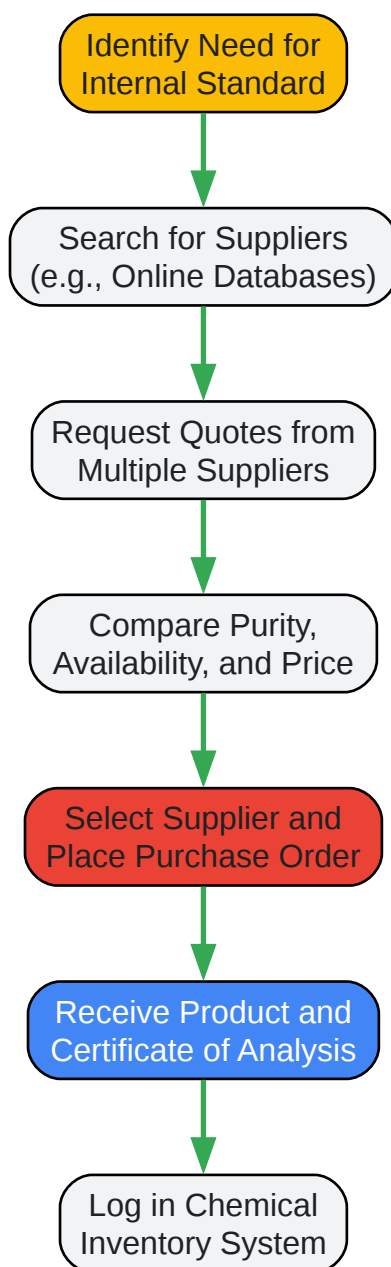 Identify Need for
Internal Standard
Search for Suppliers
(e.g., Online Databases)
Request Quotes from
Multiple Suppliers
Compare Purity,
Availability, and Price
Select Supplier and
Place Purchase Order
Receive Product and
Certificate of Analysis
Log in Chemical
Inventory System